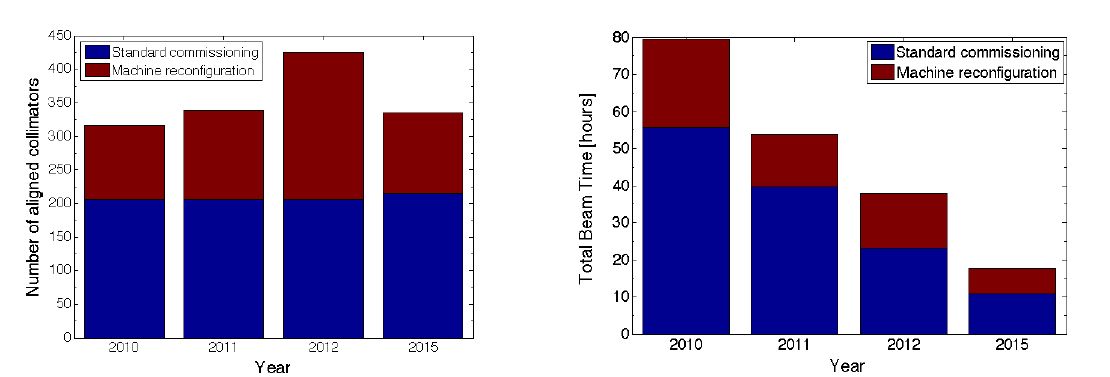 450
400
350
300
250
200
150
100
50
0
Number of aligned collimators
Standard commissioning
Machine reconfiguration
2010 2011 2012 2015
Year
80
70
60
50
40
30
20
10
0
Total Beam Time [hours]
Standard commissioning
Machine reconfiguration
2010 2011 2012 2015
Year